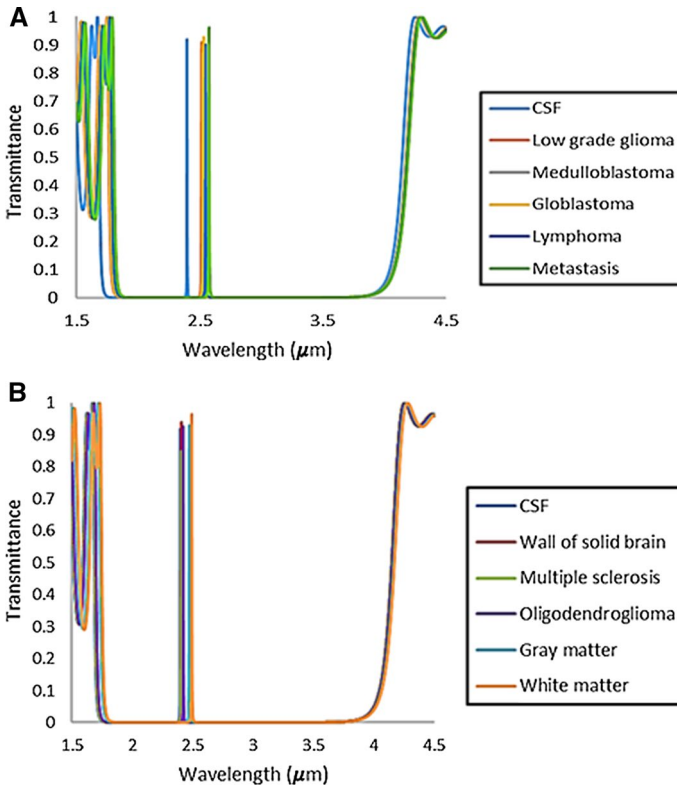 A
1
0.9
0.8
0.7
0.6
0.5
0.4
0.3
0.2
0.1
0
Transmittance
1.5
2.5
3.5
4.5
Wavelength (μm)
CSF
Low grade glioma
Medulloblastoma
Globlastoma
Lymphoma
Metastasis
B
1
0.9
0.8
0.7
0.6
0.5
0.4
0.3
0.2
0.1
0
Transmittance
1.5
2
2.5
3
3.5
4
4.5
Wavelength (μm)
CSF
Wall of solid brain
Multiple sclerosis
Oligodendroglioma
Gray matter
White matter